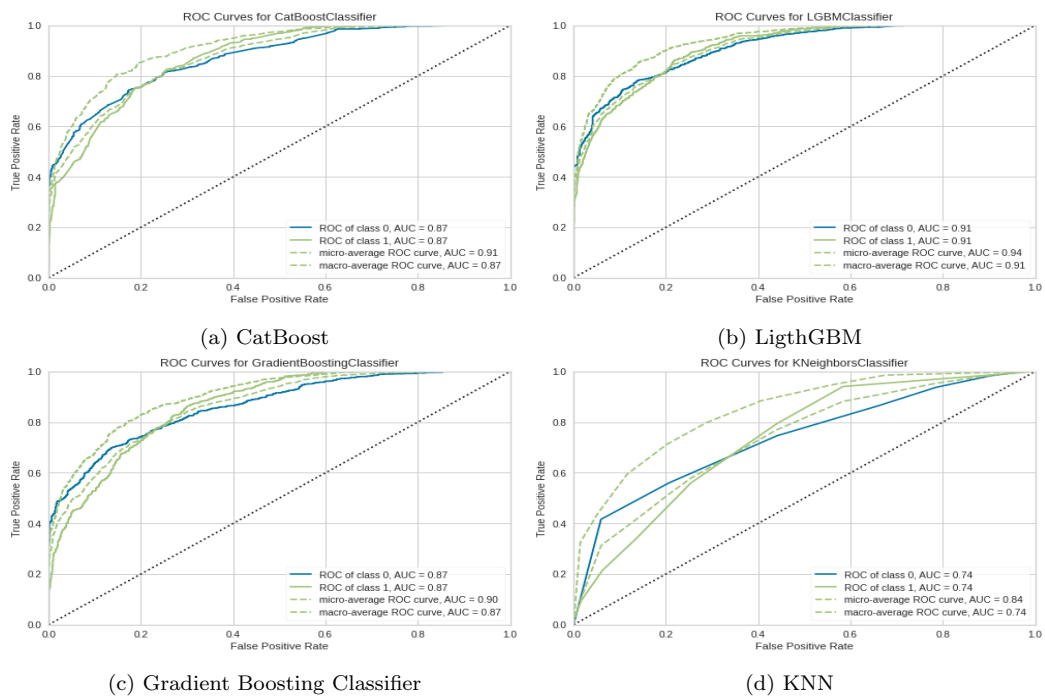 ROC Curves for CatBoostClassifier
1.0
0.8
0.6
0.4
0.2
0.0
True Positive Rate
ROC of class 0, AUC = 0.87
ROC of class 1, AUC = 0.87
micro-average ROC curve, AUC = 0.91
macro-average ROC curve, AUC = 0.87
0.0 0.2 0.4 0.6 0.8 1.0
False Positive Rate
(a) CatBoost
ROC Curves for LGBMClassifier
1.0
0.8
0.6
0.4
0.2
0.0
True Positive Rate
ROC of class 0, AUC = 0.91
ROC of class 1, AUC = 0.91
micro-average ROC curve, AUC = 0.94
macro-average ROC curve, AUC = 0.91
0.0 0.2 0.4 0.6 0.8 1.0
False Positive Rate
(b) LigthGBM
ROC Curves for GradientBoostingClassifier
1.0
0.8
0.6
0.4
0.2
0.0
True Positive Rate
ROC of class 0, AUC = 0.87
ROC of class 1, AUC = 0.87
micro-average ROC curve, AUC = 0.90
macro-average ROC curve, AUC = 0.87
0.0 0.2 0.4 0.6 0.8 1.0
False Positive Rate
(c) Gradient Boosting Classifier
ROC Curves for KNeighborsClassifier
1.0
0.8
0.6
0.4
0.2
0.0
True Positive Rate
ROC of class 0, AUC = 0.74
ROC of class 1, AUC = 0.74
micro-average ROC curve, AUC = 0.84
macro-average ROC curve, AUC = 0.74
0.0 0.2 0.4 0.6 0.8 1.0
False Positive Rate
(d) KNN